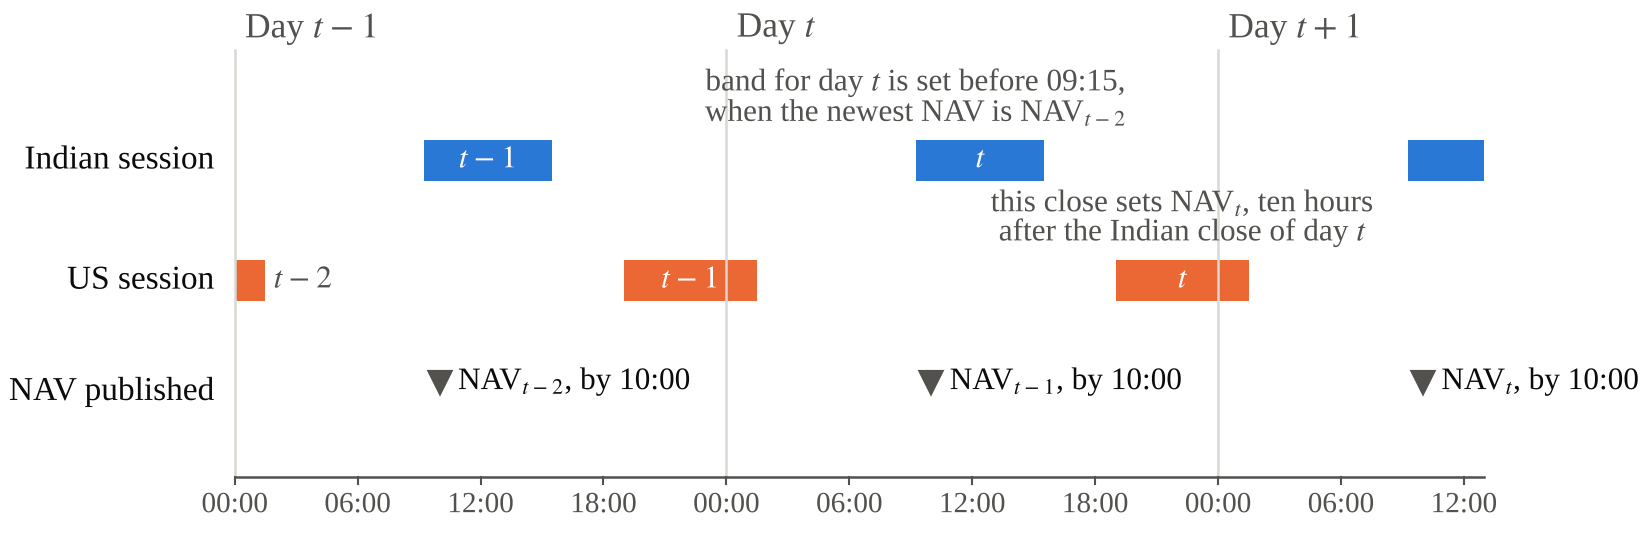 Day t − 1
Day t
Day t + 1
band for day t is set before 09:15,
when the newest NAV is NAVt − 2
Indian session
t − 1
t
this close sets NAVt, ten hours
after the Indian close of day t
US session
t − 2
t − 1
t
NAV published
NAVt − 2, by 10:00
NAVt − 1, by 10:00
NAVt, by 10:00
00:00
06:00
12:00
18:00
00:00
06:00
12:00
18:00
00:00
06:00
12:00